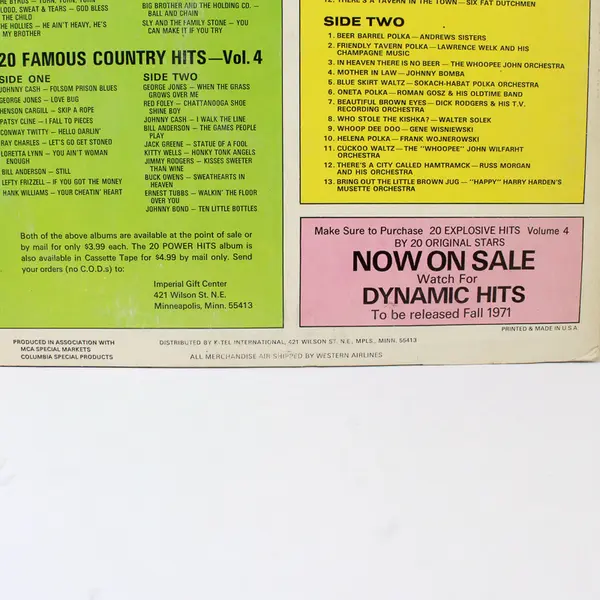 THE BYRDS – TURN, TURN, TURN
BLOOD, SWEAT & TEARS – GOD BLESS
THE CHILD
THE HOLLIES – HE AIN'T HEAVY, HE'S
MY BROTHER
BIG BROTHER AND THE HOLDING CO. –
BALL AND CHAIN
SLY AND THE FAMILY STONE – YOU
CAN MAKE IT IF YOU TRY
20 FAMOUS COUNTRY HITS—Vol. 4
SIDE ONE
JOHNNY CASH – FOLSOM PRISON BLUES
GEORGE JONES – LOVE BUG
HENSON CARGILL – SKIP A ROPE
PATSY CLINE – I FALL TO PIECES
CONWAY TWITTY – HELLO DARLIN'
RAY CHARLES – LET'S GO GET STONED
LORETTA LYNN – YOU AIN'T WOMAN
ENOUGH
BILL ANDERSON – STILL
LEFTY FRIZZELL – IF YOU GOT THE MONEY
HANK WILLIAMS – YOUR CHEATIN' HEART
SIDE TWO
GEORGE JONES – WHEN THE GRASS
GROWS OVER ME
RED FOLEY – CHATTANOOGA SHOE
SHINE BOY
JOHNNY CASH – I WALK THE LINE
BILL ANDERSON – THE GAMES PEOPLE
PLAY
JACK GREENE – STATUE OF A FOOL
KITTY WELLS – HONKY TONK ANGELS
JIMMY RODGERS – KISSES SWEETER
THAN WINE
BUCK OWENS – SWEATHEARTS IN
HEAVEN
ERNEST TUBBS – WALKIN' THE FLOOR
OVER YOU
JOHNNY BOND – TEN LITTLE BOTTLES
Both of the above albums are available at the point of sale or
by mail for only $3.99 each. The 20 POWER HITS album is
also available in Cassette Tape for $4.99 by mail only. Send
your orders (no C.O.D.s) to:
Imperial Gift Center
421 Wilson St. N.E.
Minneapolis, Minn. 55413
12. THERE'S A TAVERN IN THE TOWN – SIX FAT DUTCHMEN
SIDE TWO
1. BEER BARREL POLKA – ANDREWS SISTERS
2. FRIENDLY TAVERN POLKA – LAWRENCE WELK AND HIS
CHAMPAGNE MUSIC
3. IN HEAVEN THERE IS NO BEER – THE WHOOPEE JOHN ORCHESTRA
4. MOTHER IN LAW – JOHNNY BOMBA
5. BLUE SKIRT WALTZ – SOKACH-HABAT POLKA ORCHESTRA
6. ONETA POLKA – ROMAN GOSZ & HIS OLDTIME BAND
7. BEAUTIFUL BROWN EYES – DICK RODGERS & HIS T.V.
RECORDING ORCHESTRA
8. WHO STOLE THE KISHKA? – WALTER SOLEK
9. WHOOP DEE DOO – GENE WISNIEWSKI
10. HELENA POLKA – FRANK WOJNEROWSKI
11. CUCKOO WALTZ – THE "WHOOPEE" JOHN WILFARHT
ORCHESTRA
12. THERE'S A CITY CALLED HAMTRAMCK – RUSS MORGAN
AND HIS ORCHESTRA
13. BRING OUT THE LITTLE BROWN JUG – "HAPPY" HARRY HARDEN'S
MUSETTE ORCHESTRA
Make Sure to Purchase 20 EXPLOSIVE HITS Volume 4
BY 20 ORIGINAL STARS
NOW ON SALE
Watch For
DYNAMIC HITS
To be released Fall 1971
PRINTED & MADE IN U.S.A
PRODUCED IN ASSOCIATION WITH
MCA SPECIAL MARKETS
COLUMBIA SPECIAL PRODUCTS
DISTRIBUTED BY K-TEL INTERNATIONAL, 421 WILSON ST. N.E., MPLS., MINN. 55413
ALL MERCHANDISE AIR SHIPPED BY WESTERN AIRLINES